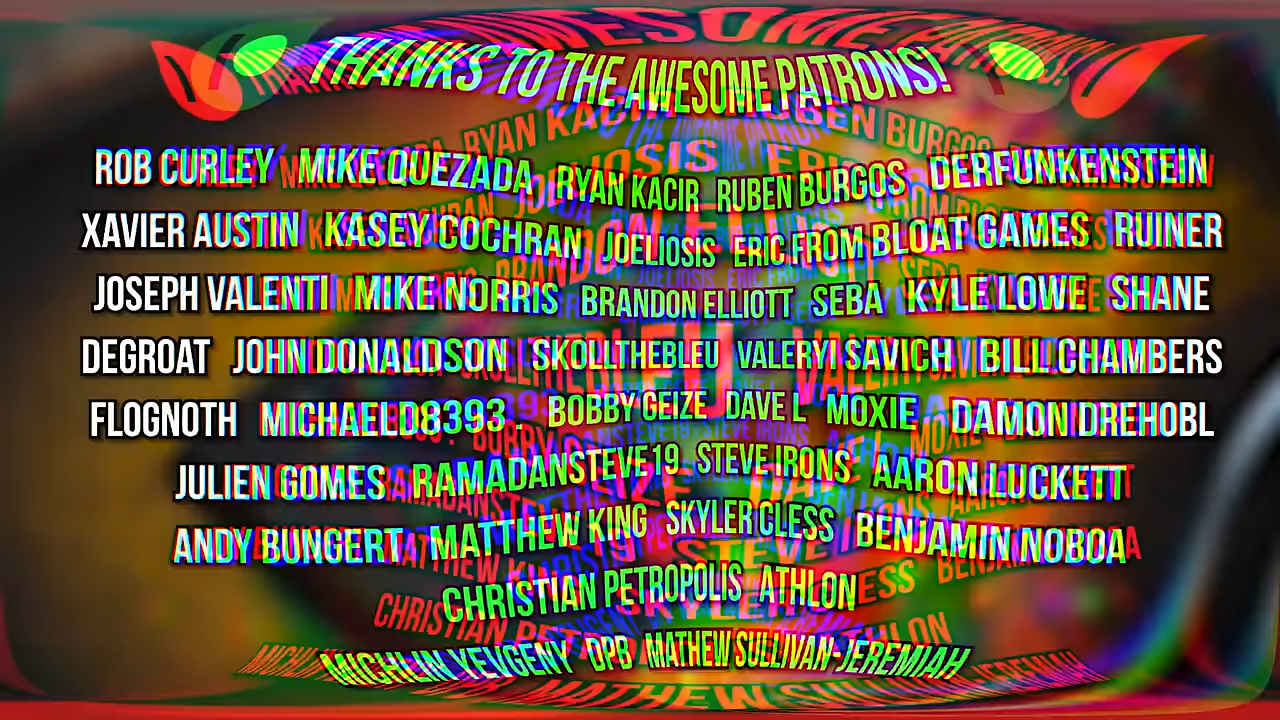 THANKS TO THE AWESOME PATRONS!
ROB CURLEY MIKE QUEZADA RYAN KACIR RUBEN BURGOS DERFUNKENSTEIN
XAVIER AUSTIN KASEY COCHRAN JOELIOSIS ERIC FROM BLOAT GAMES RUINER
JOSEPH VALENTI MIKE NORRIS BRANDON ELLIOTT SEBA KYLE LOWE SHANE
DEGROAT JOHN DONALDSON SKOLLTHEBLEU VALERYI SAVICH BILL CHAMBERS
FLOGNOTH MICHAELD8393 . BOBBY GEIZE DAVE L MOXIE DAMON DREHOBL
JULIEN GOMES RAMADANSTEVE19 STEVE IRONS AARON LUCKETT
ANDY BUNGERT MATTHEW KING SKYLER CLESS BENJAMIN NOBOA
CHRISTIAN PETROPOLIS ATHLON
MICHLIN YEVGENY DPB MATHEW SULLIVAN-JEREMIAH